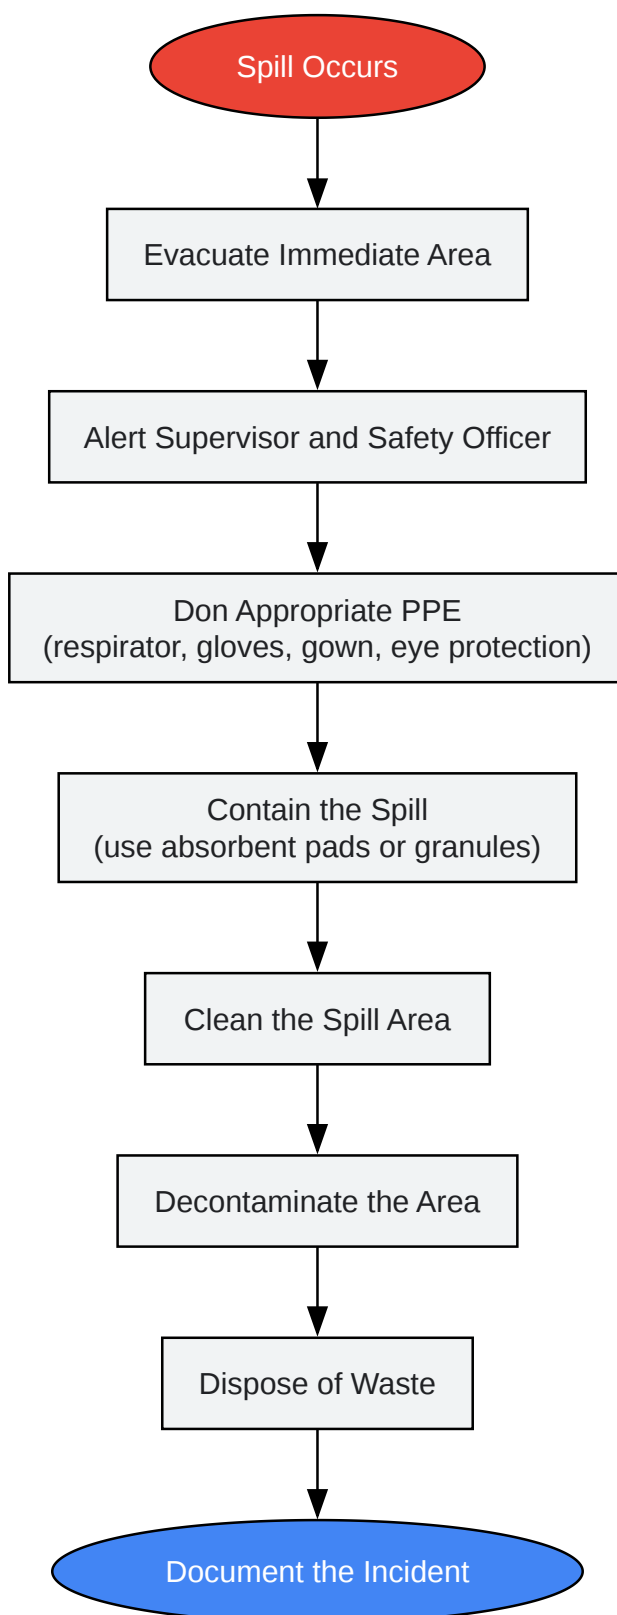 Spill Occurs
Evacuate Immediate Area
Alert Supervisor and Safety Officer
Don Appropriate PPE
(respirator, gloves, gown, eye protection)
Contain the Spill
(use absorbent pads or granules)
Clean the Spill Area
Decontaminate the Area
Dispose of Waste
Document the Incident